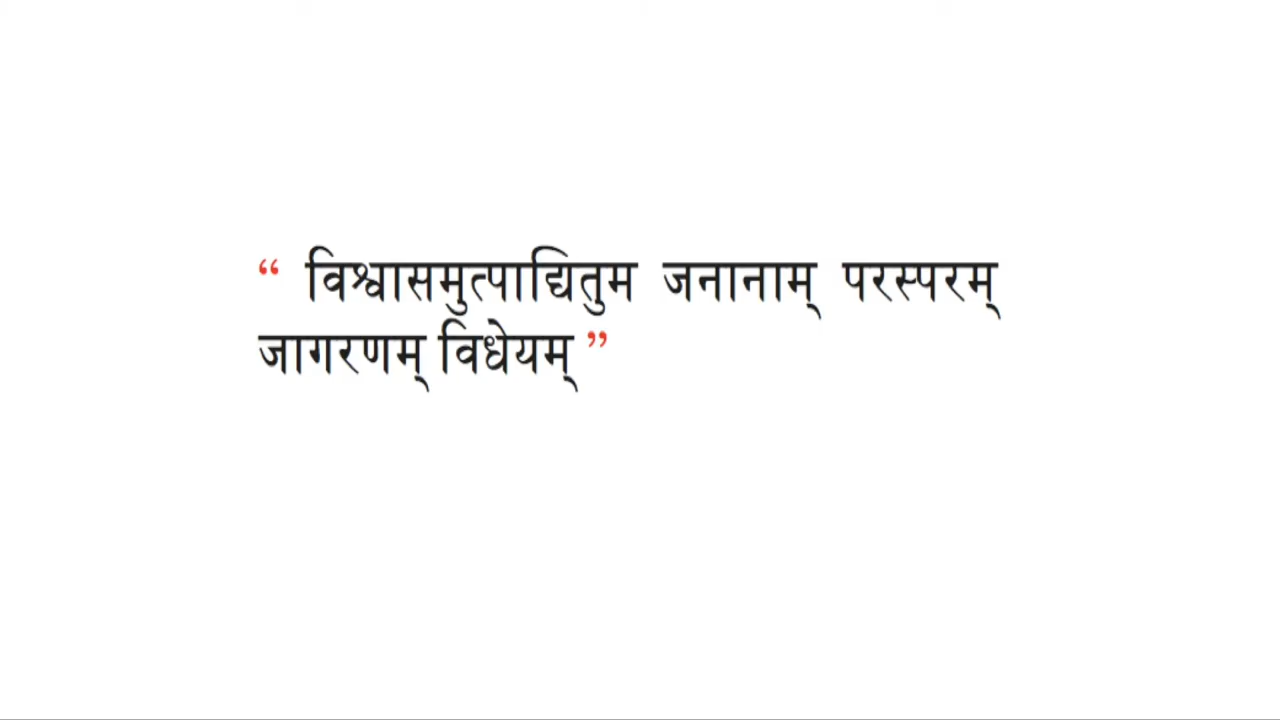 “ विश्वासमुत्पाद्यितुम जनानाम् परस्परम्
जागरणम् विधेयम् ”